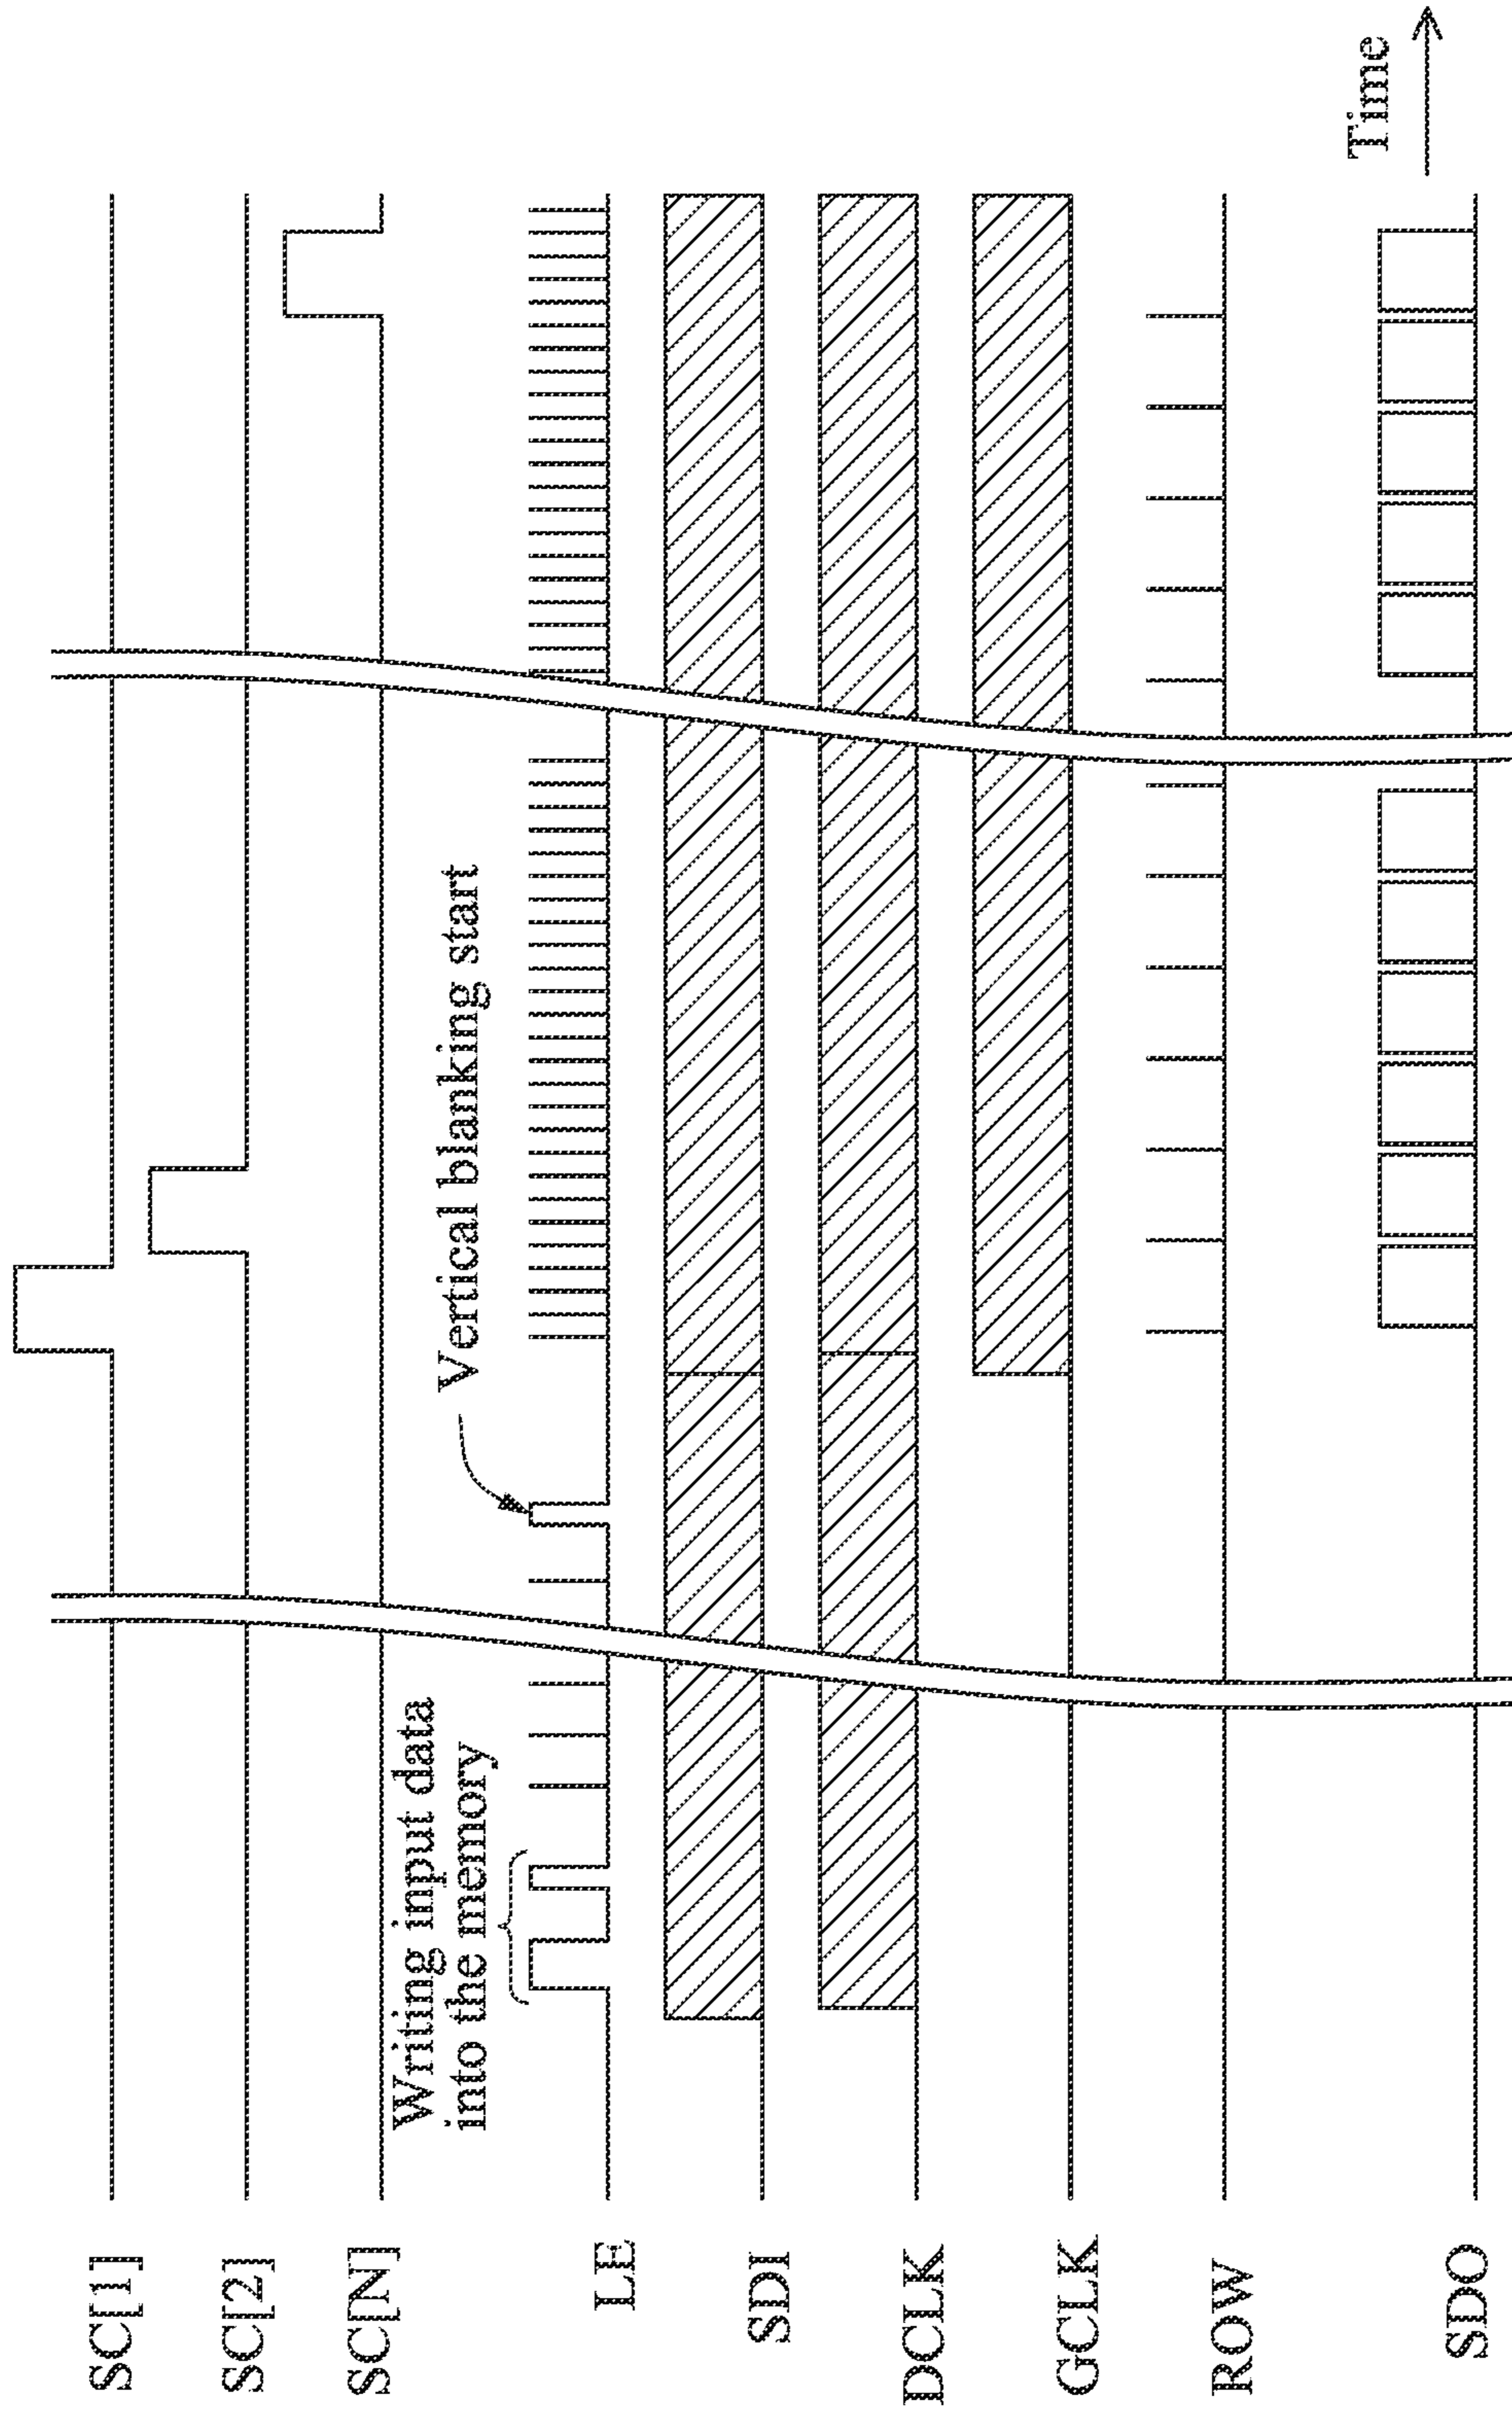 SC[1]
SC[2]
SC[N]
Writing input data
into the memory
Vertical blanking start
LE
SDI
DCLK
GCLK
ROW
SDO
Time